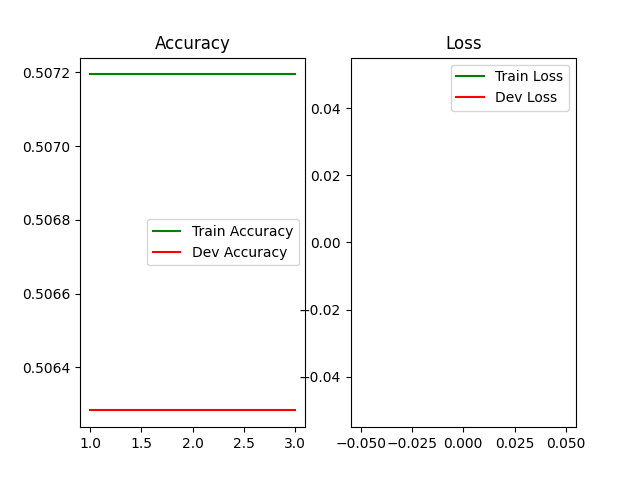 Accuracy
0.5072
0.5070
0.5068
0.5066
0.5064
Train Accuracy
Dev Accuracy
1.0 1.5 2.0 2.5 3.0
Loss
Train Loss
Dev Loss
0.04
0.02
0.00
−0.02
−0.04
−0.050 −0.025 0.000 0.025 0.050